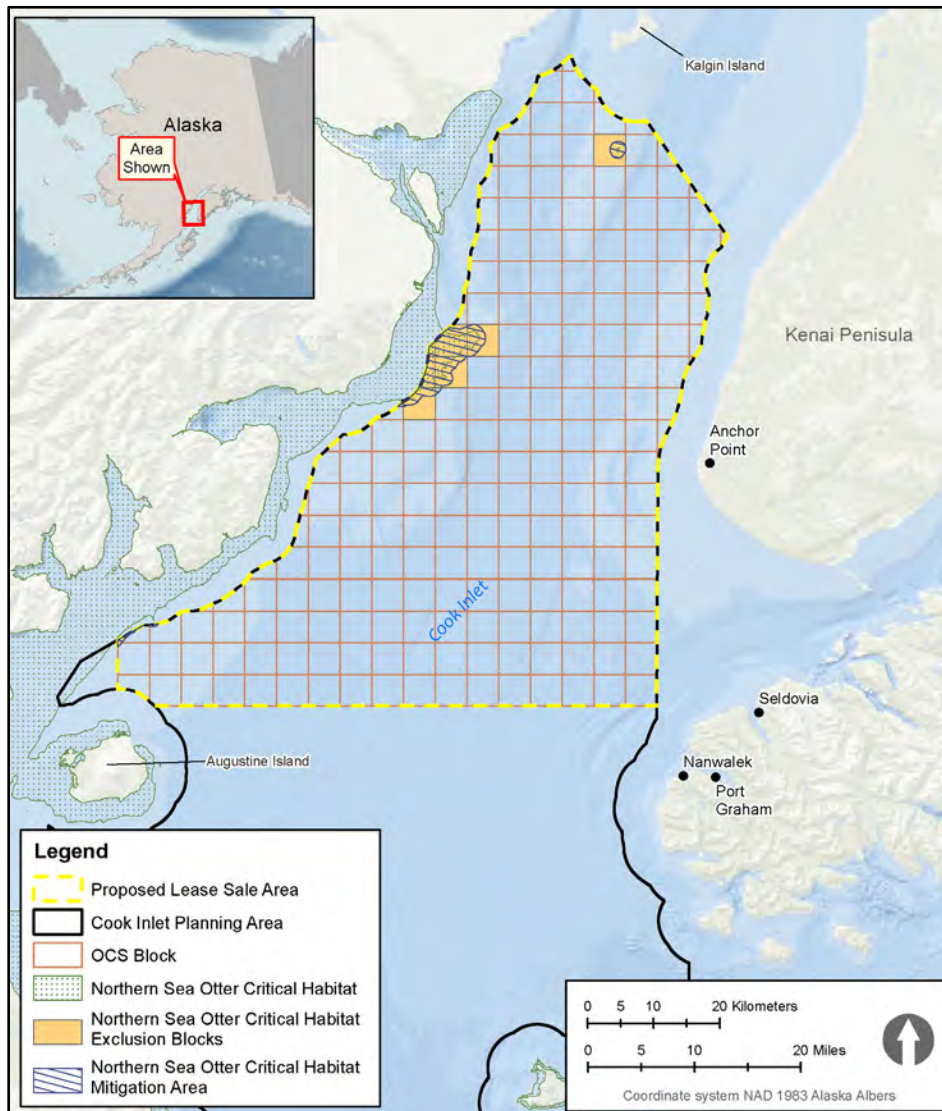 Alaska
Area
Shown
Kalgin Island
Kenai Penisula
Anchor
Point
Cook Inlet
Seldovia
Nanwalek
Port
Graham
Augustine Island
Legend
Proposed Lease Sale Area
Cook Inlet Planning Area
OCS Block
Northern Sea Otter Critical Habitat
Northern Sea Otter Critical Habitat
Exclusion Blocks
Northern Sea Otter Critical Habitat
Mitigation Area
0 5 10 20 Kilometers
0 5 10 20 Miles
Coordinate system NAD 1983 Alaska Albers